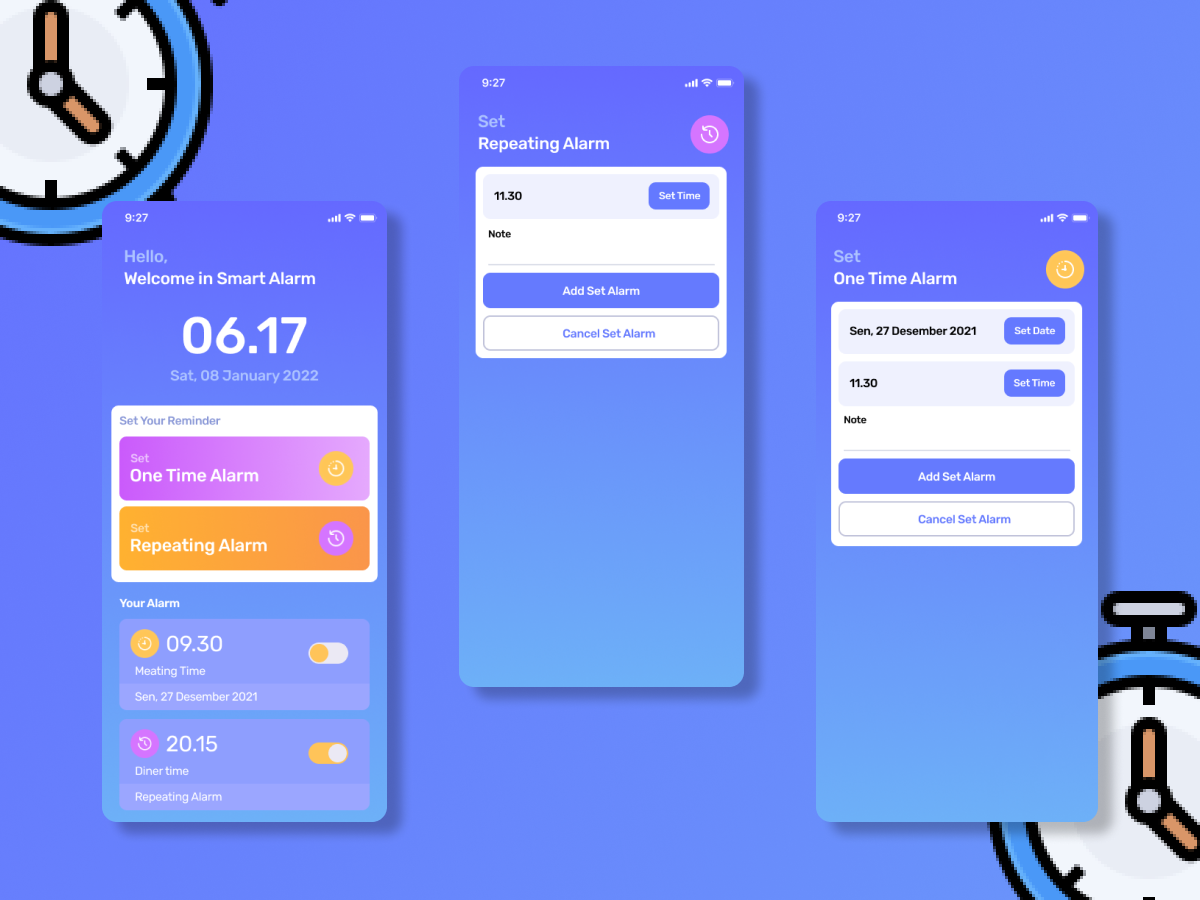 9:27
Hello,
Welcome in Smart Alarm
06.17
Sat, 08 January 2022
Set Your Reminder
Set
One Time Alarm
Set
Repeating Alarm
Your Alarm
09.30
Meating Time
Sen, 27 Desember 2021
20.15
Diner time
Repeating Alarm
9:27
Set
Repeating Alarm
11.30 Set Time
Note
Add Set Alarm
Cancel Set Alarm
9:27
Set
One Time Alarm
Sen, 27 Desember 2021 Set Date
11.30 Set Time
Note
Add Set Alarm
Cancel Set Alarm